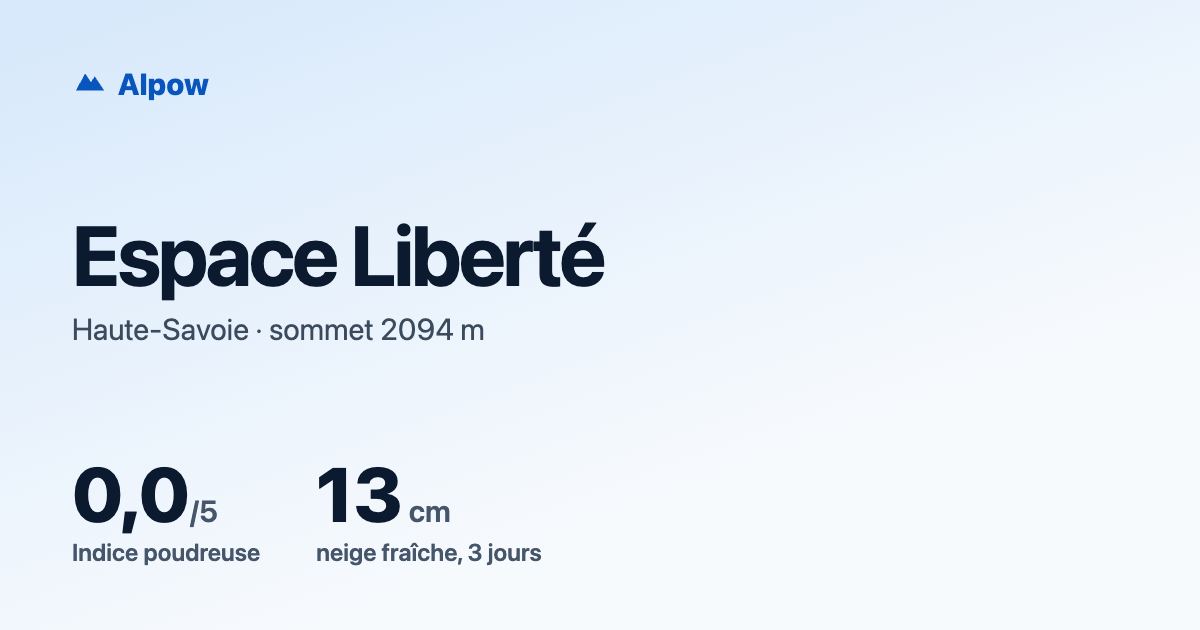 Alpow
Espace Liberté
Haute-Savoie · sommet 2094 m
0,0/5
Indice poudreuse
13 cm
neige fraîche, 3 jours